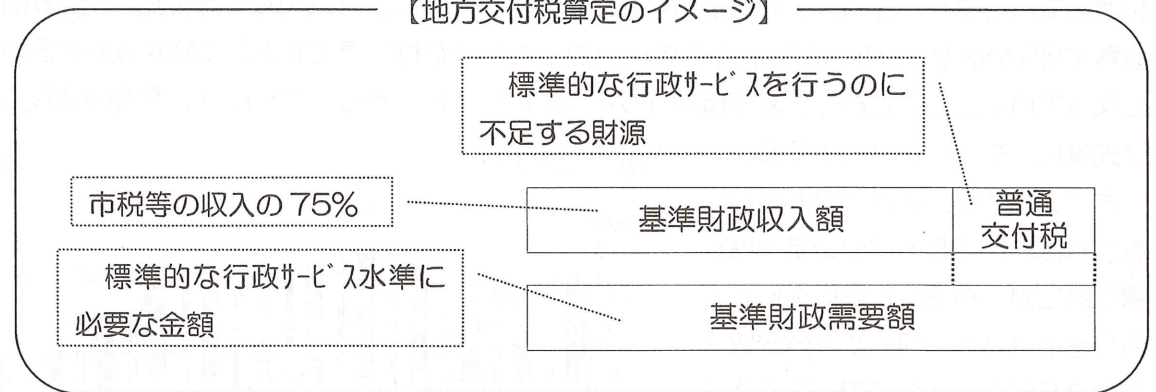 【地方交付税算定のイメージ】
標準的な行政サービスを行うのに
不足する財源
市税等の収入の75%
基準財政収入額
普通
交付税
標準的な行政サービス水準に
必要な金額
基準財政需要額